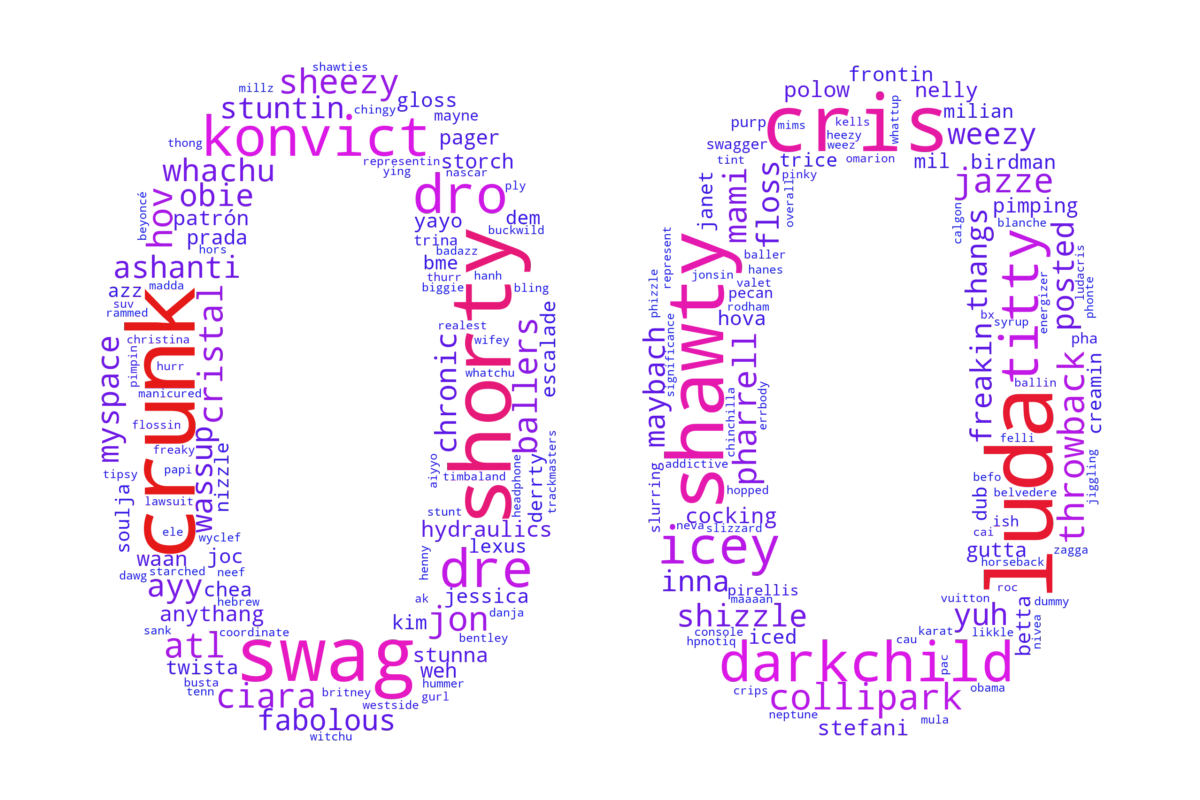 shawties
sheezy
millz
stuntin
chingy
gloss
mayne
konvict
pager
thong
representin
storch
ying
nascar
whachu
dro
ply
obie
hov
beyoncé
patrón
yayo
dem
buckwild
prada
trina
hors
badazz
bme
ashanti
thurr
hanh
shorty
azz
madda
biggie
bling
suv
rammed
crunk
cristal
realest
escalade
christina
wifey
chronic
ballers
myspace
pimpin
hurr
whatchu
manicured
flossin
wassup
freaky
nizzle
papi
tipsy
aiyyo
timbaland
headphone
derrty
trackmasters
lawsuit
soulja
stunt
ele
wyclef
hydraulics
lexus
waan
joc
henny
dre
dawg
starched
neef
ayy
chea
hebrew
ak
jessica
anythang
danja
kim
jon
sank
coordinate
bentley
atl
swag
stunna
twista
weh
busta
hummer
tenn
ciara
britney
gurl
westside
fabolous
witchu
frontin
polow
nelly
cris
whattup
milian
purp
mims
kells
heezy
weezy
swagger
weez
tint
trice
omarion
mil
birdman
pinky
jazze
janet
mami
floss
overall
calgon
thangs
pimping
blanche
titty
posted
ludacris
phonte
shawty
represent
phizzle
baller
jonsin
hanes
valet
pecan
rodham
energizer
hova
bx
syrup
maybach
significance
pharrell
freakin
pha
throwback
creamin
chinchilla
errbody
ballin
luda
felli
addictive
slurring
hopped
befo
belvedere
jiggling
cocking
dub
ish
neva
slizzard
cai
icey
gutta
zagga
horseback
inna
pirellis
roc
maaaan
vuitton
betta
dummy
shizzle
yuh
nivea
console
iced
karat
likkle
hpnotiq
cau
darkchild
pac
crips
collipark
obama
neptune
mula
stefani